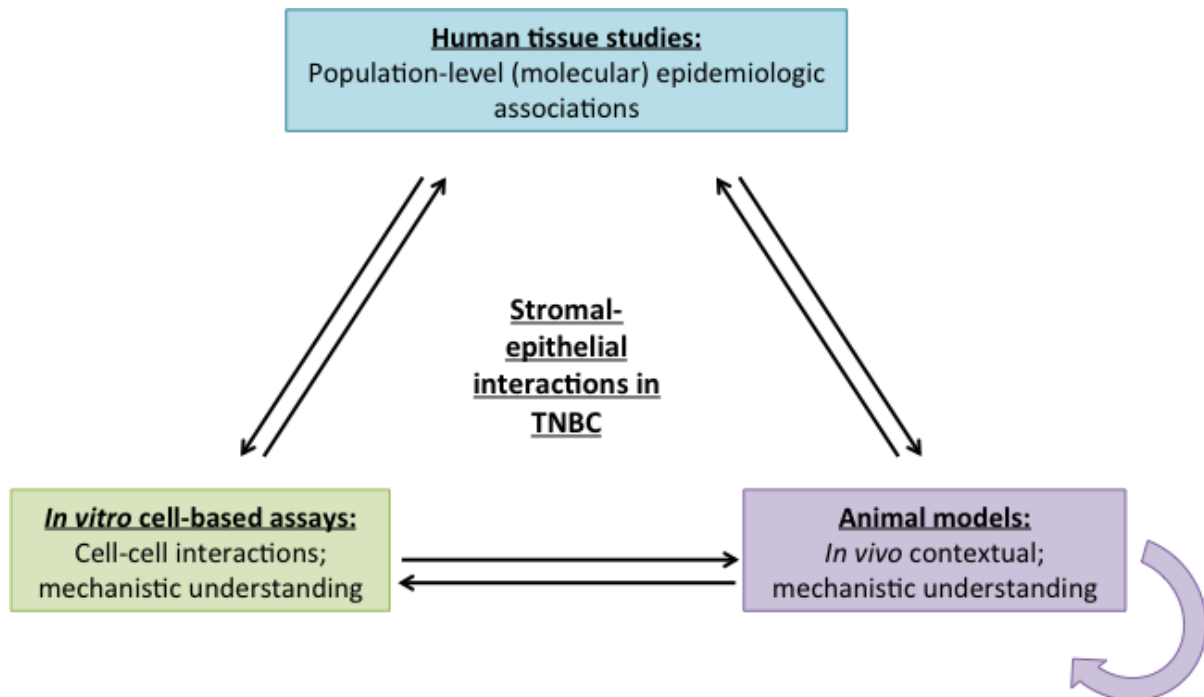 Human tissue studies:
Population-level (molecular) epidemiologic
associations
Stromal-
epithelial
interactions in
TNBC
In vitro cell-based assays:
Cell-cell interactions;
mechanistic understanding
Animal models:
In vivo contextual;
mechanistic understanding